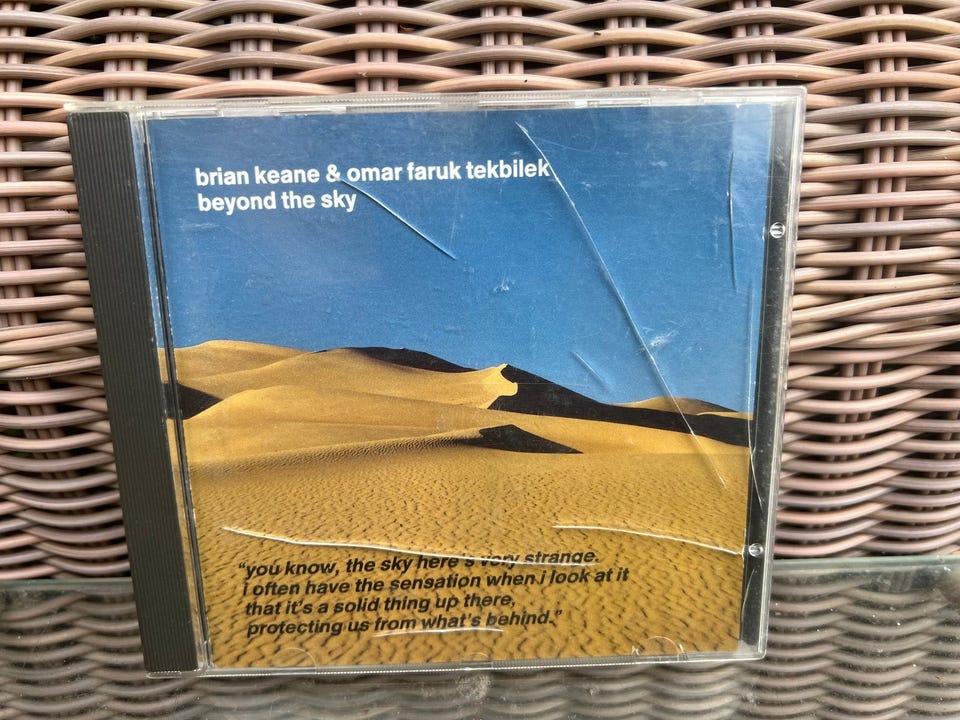 brian keane & omar faruk tekbilek
beyond the sky
“you know, the sky here's very strange.
i often have the sensation when i look at it
that it's a solid thing up there,
protecting us from what's behind.”